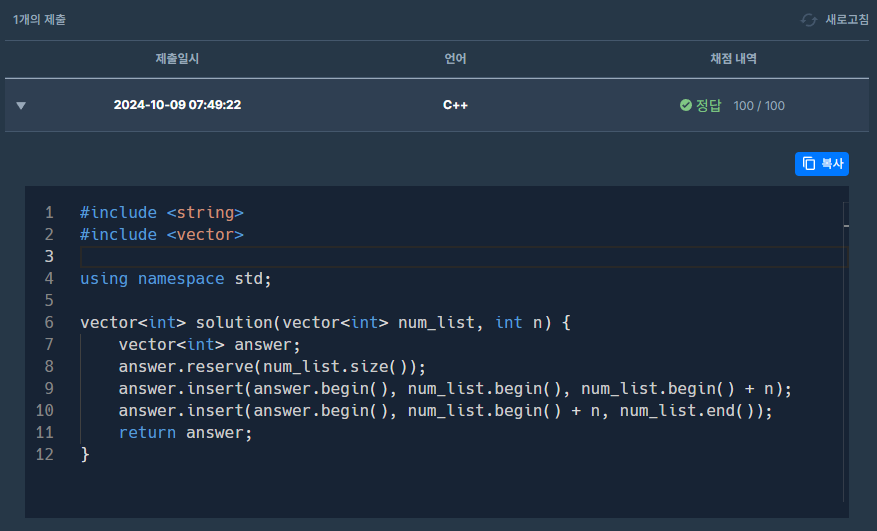 1개의 제출 새로고침
제출일시 언어 채점 내역
2024-10-09 07:49:22 C++ 정답 100 / 100
복사
1 #include <string>
2 #include <vector>
3
4 using namespace std;
5
6 vector<int> solution(vector<int> num_list, int n) {
7     vector<int> answer;
8     answer.reserve(num_list.size());
9     answer.insert(answer.begin(), num_list.begin(), num_list.begin() + n);
10     answer.insert(answer.begin(), num_list.begin() + n, num_list.end());
11     return answer;
12 }